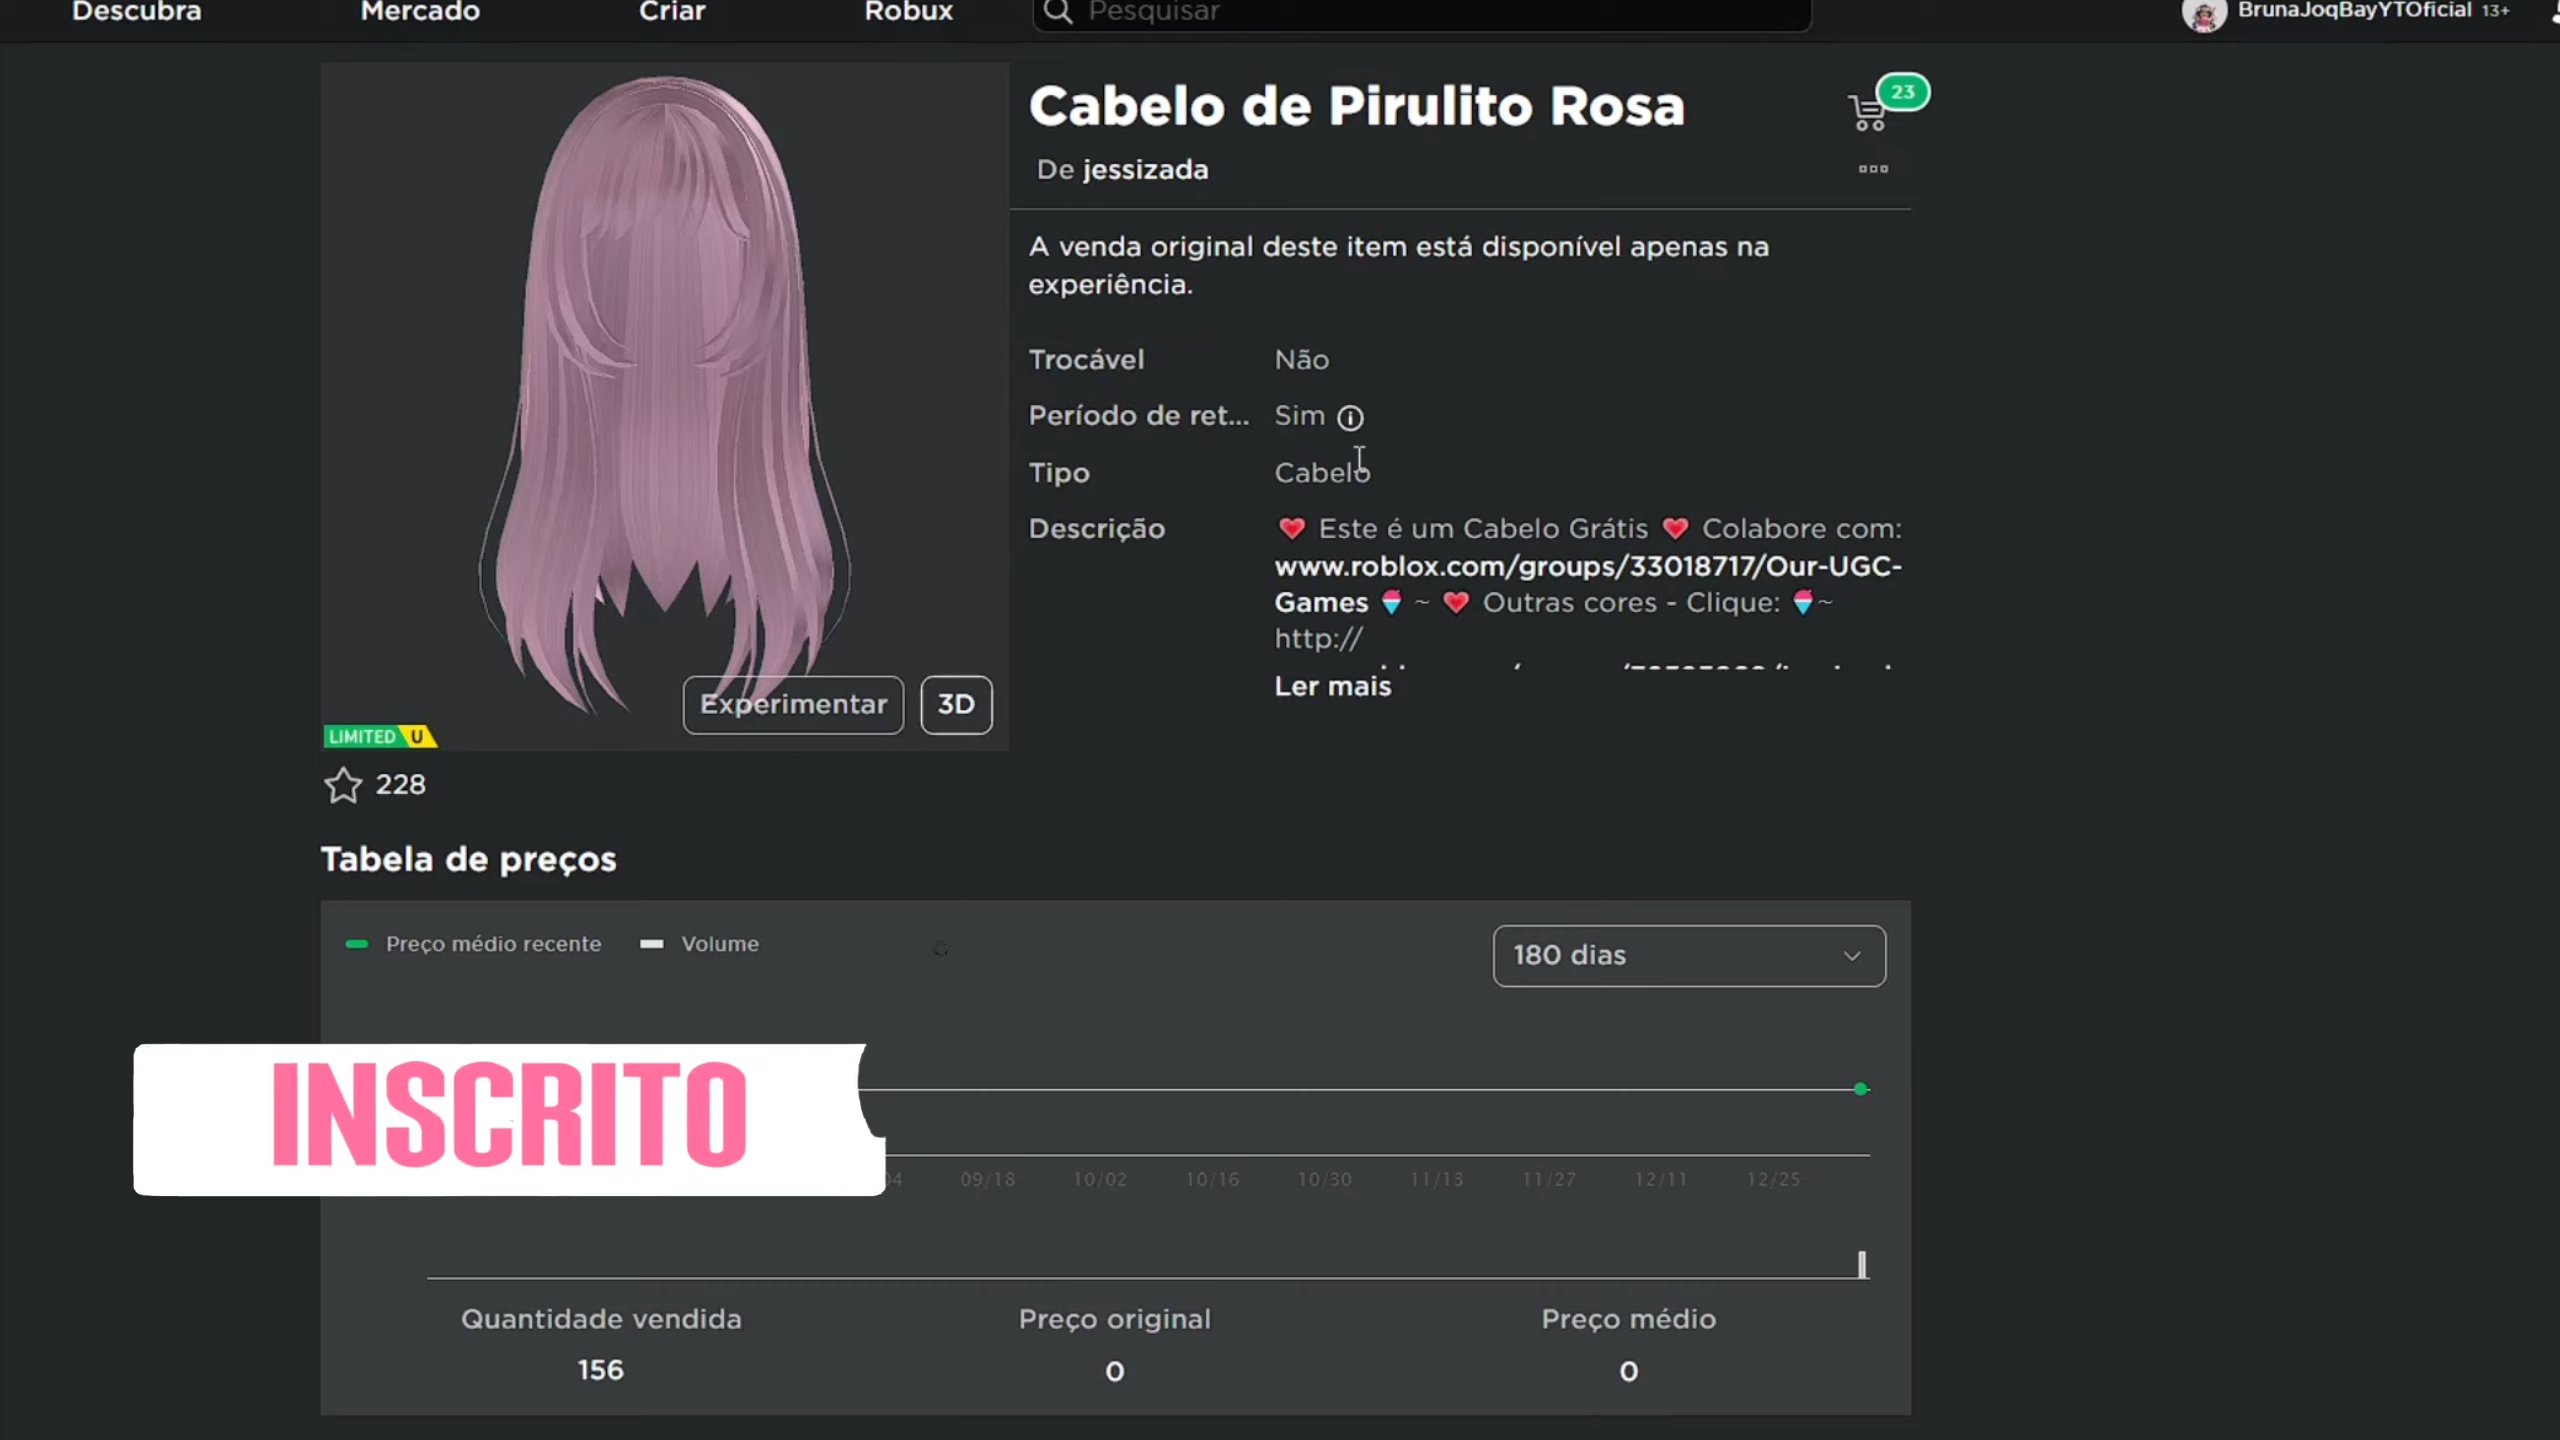 Descubra
Mercado
Criar
Robux
Pesquisar
BrunaJoqBayYTOficial 13+
Cabelo de Pirulito Rosa
23
De jessizada
A venda original deste item está disponível apenas na
experiência.
Trocável Não
Período de ret... Sim
Tipo Cabelo
Descrição ❤️ Este é um Cabelo Grátis ❤️ Colabore com:
www.roblox.com/groups/33018717/Our-UGC-
Games 🍧 ~ ❤️ Outras cores - Clique: 🍧~
http://
Ler mais
Experimentar
3D
LIMITED U
228
Tabela de preços
Preço médio recente
Volume
180 dias
INSCRITO
04 09/18 10/02 10/16 10/30 11/13 11/27 12/11 12/25
Quantidade vendida Preço original Preço médio
156 0 0